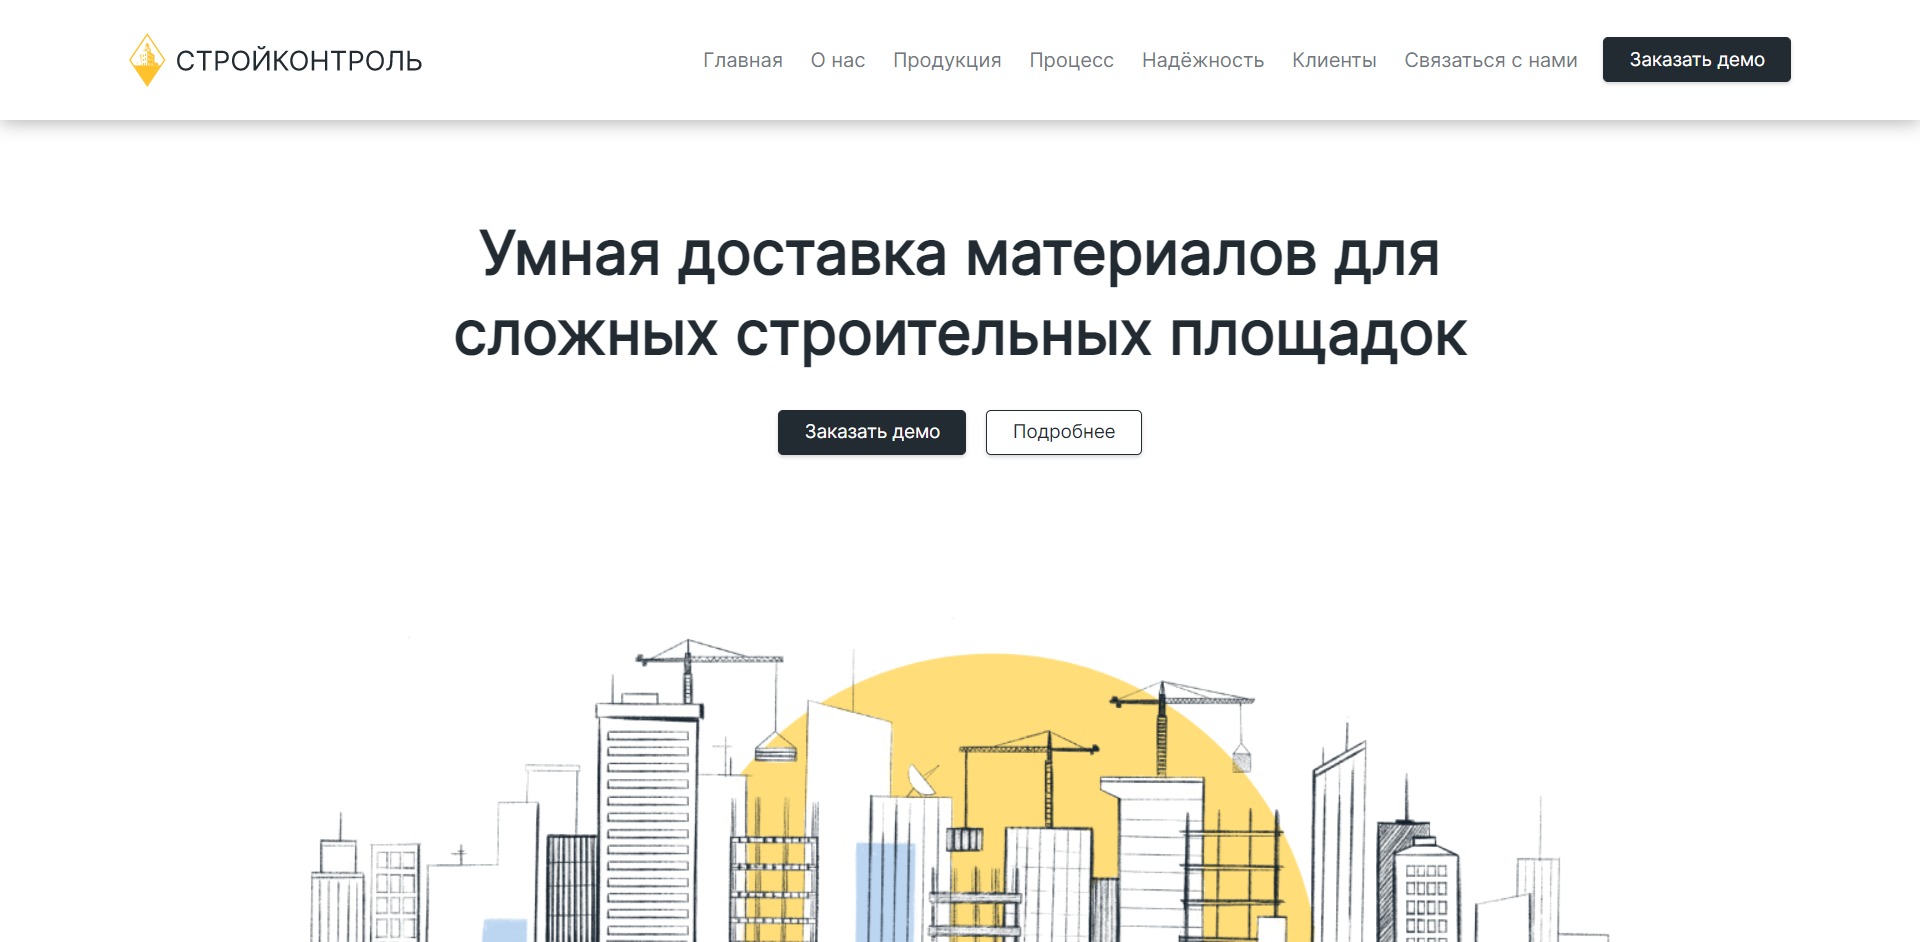 СТРОЙКОНТРОЛЬ
Главная
О нас
Продукция
Процесс
Надёжность
Клиенты
Связаться с нами
Заказать демо
Умная доставка материалов для
сложных строительных площадок
Заказать демо
Подробнее